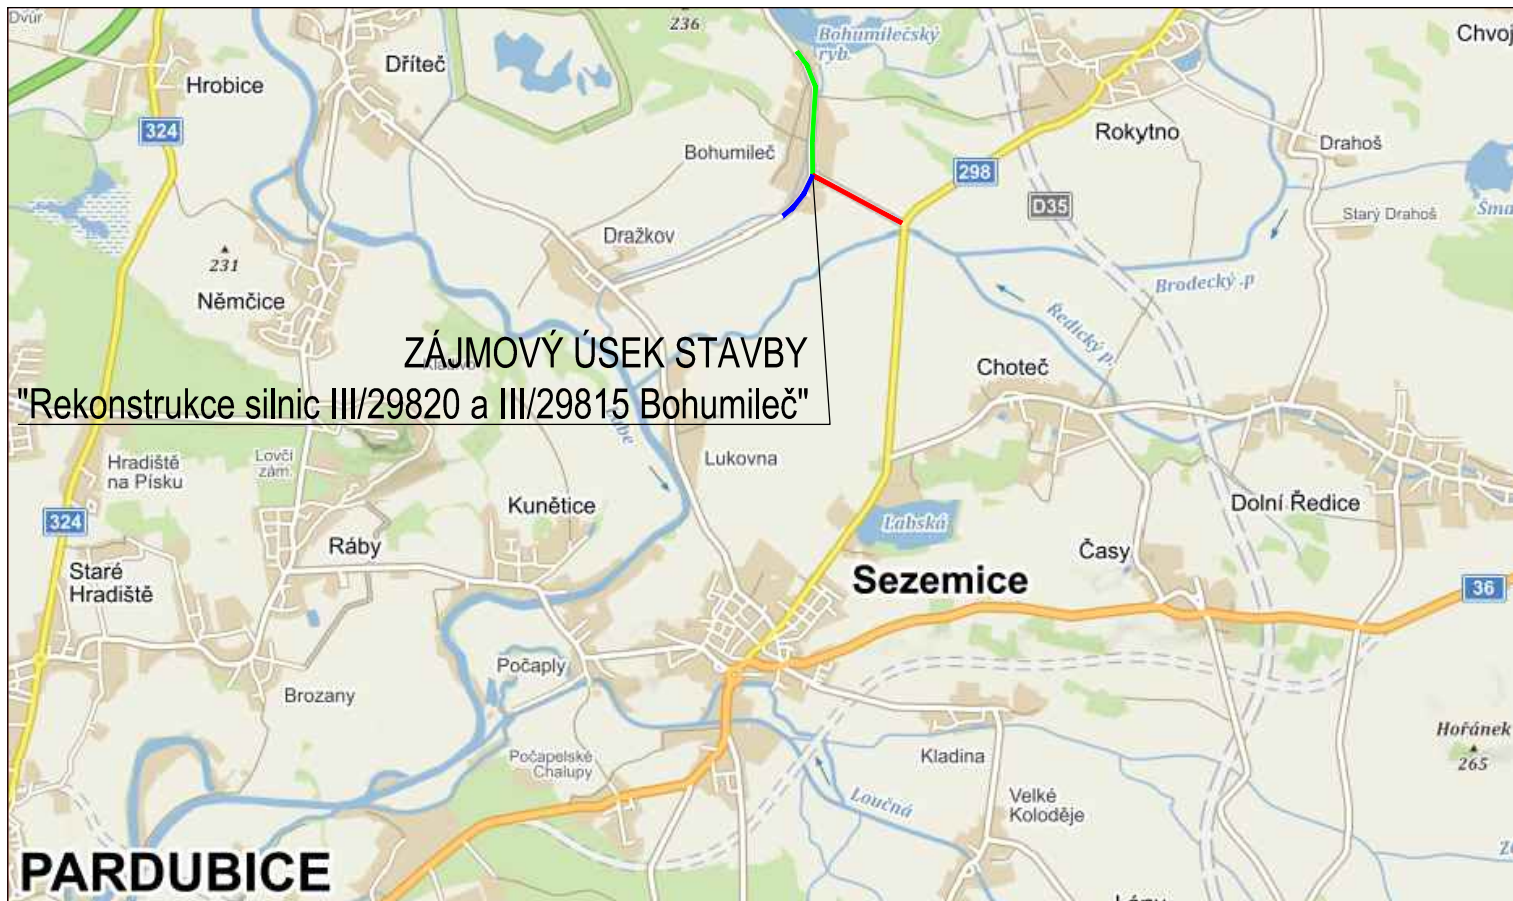 Dvůr
236
Bohumilečský
ryb.
Chvoj
Dříteč
Hrobice
324
Rokytno
Drahoš
Bohumileč
298
D35
Starý Drahoš
Šma
Dražkov
231
Němčice
Brodecký .p
Ředický p.
ZÁJMOVÝ ÚSEK STAVBY
"Rekonstrukce silnic III/29820 a III/29815 Bohumileč"
Choteč
Hradiště
na Písku
Lovčí
zám.
Lukovna
Kunětice
Dolní Ředice
324
Labská
Ráby
Časy
Staré
Hradiště
Sezemice
36
Počaply
Brozany
Počapelské
Chalupy
Kladina
Hořánek
265
Loučná
Velké
Koloděje
PARDUBICE